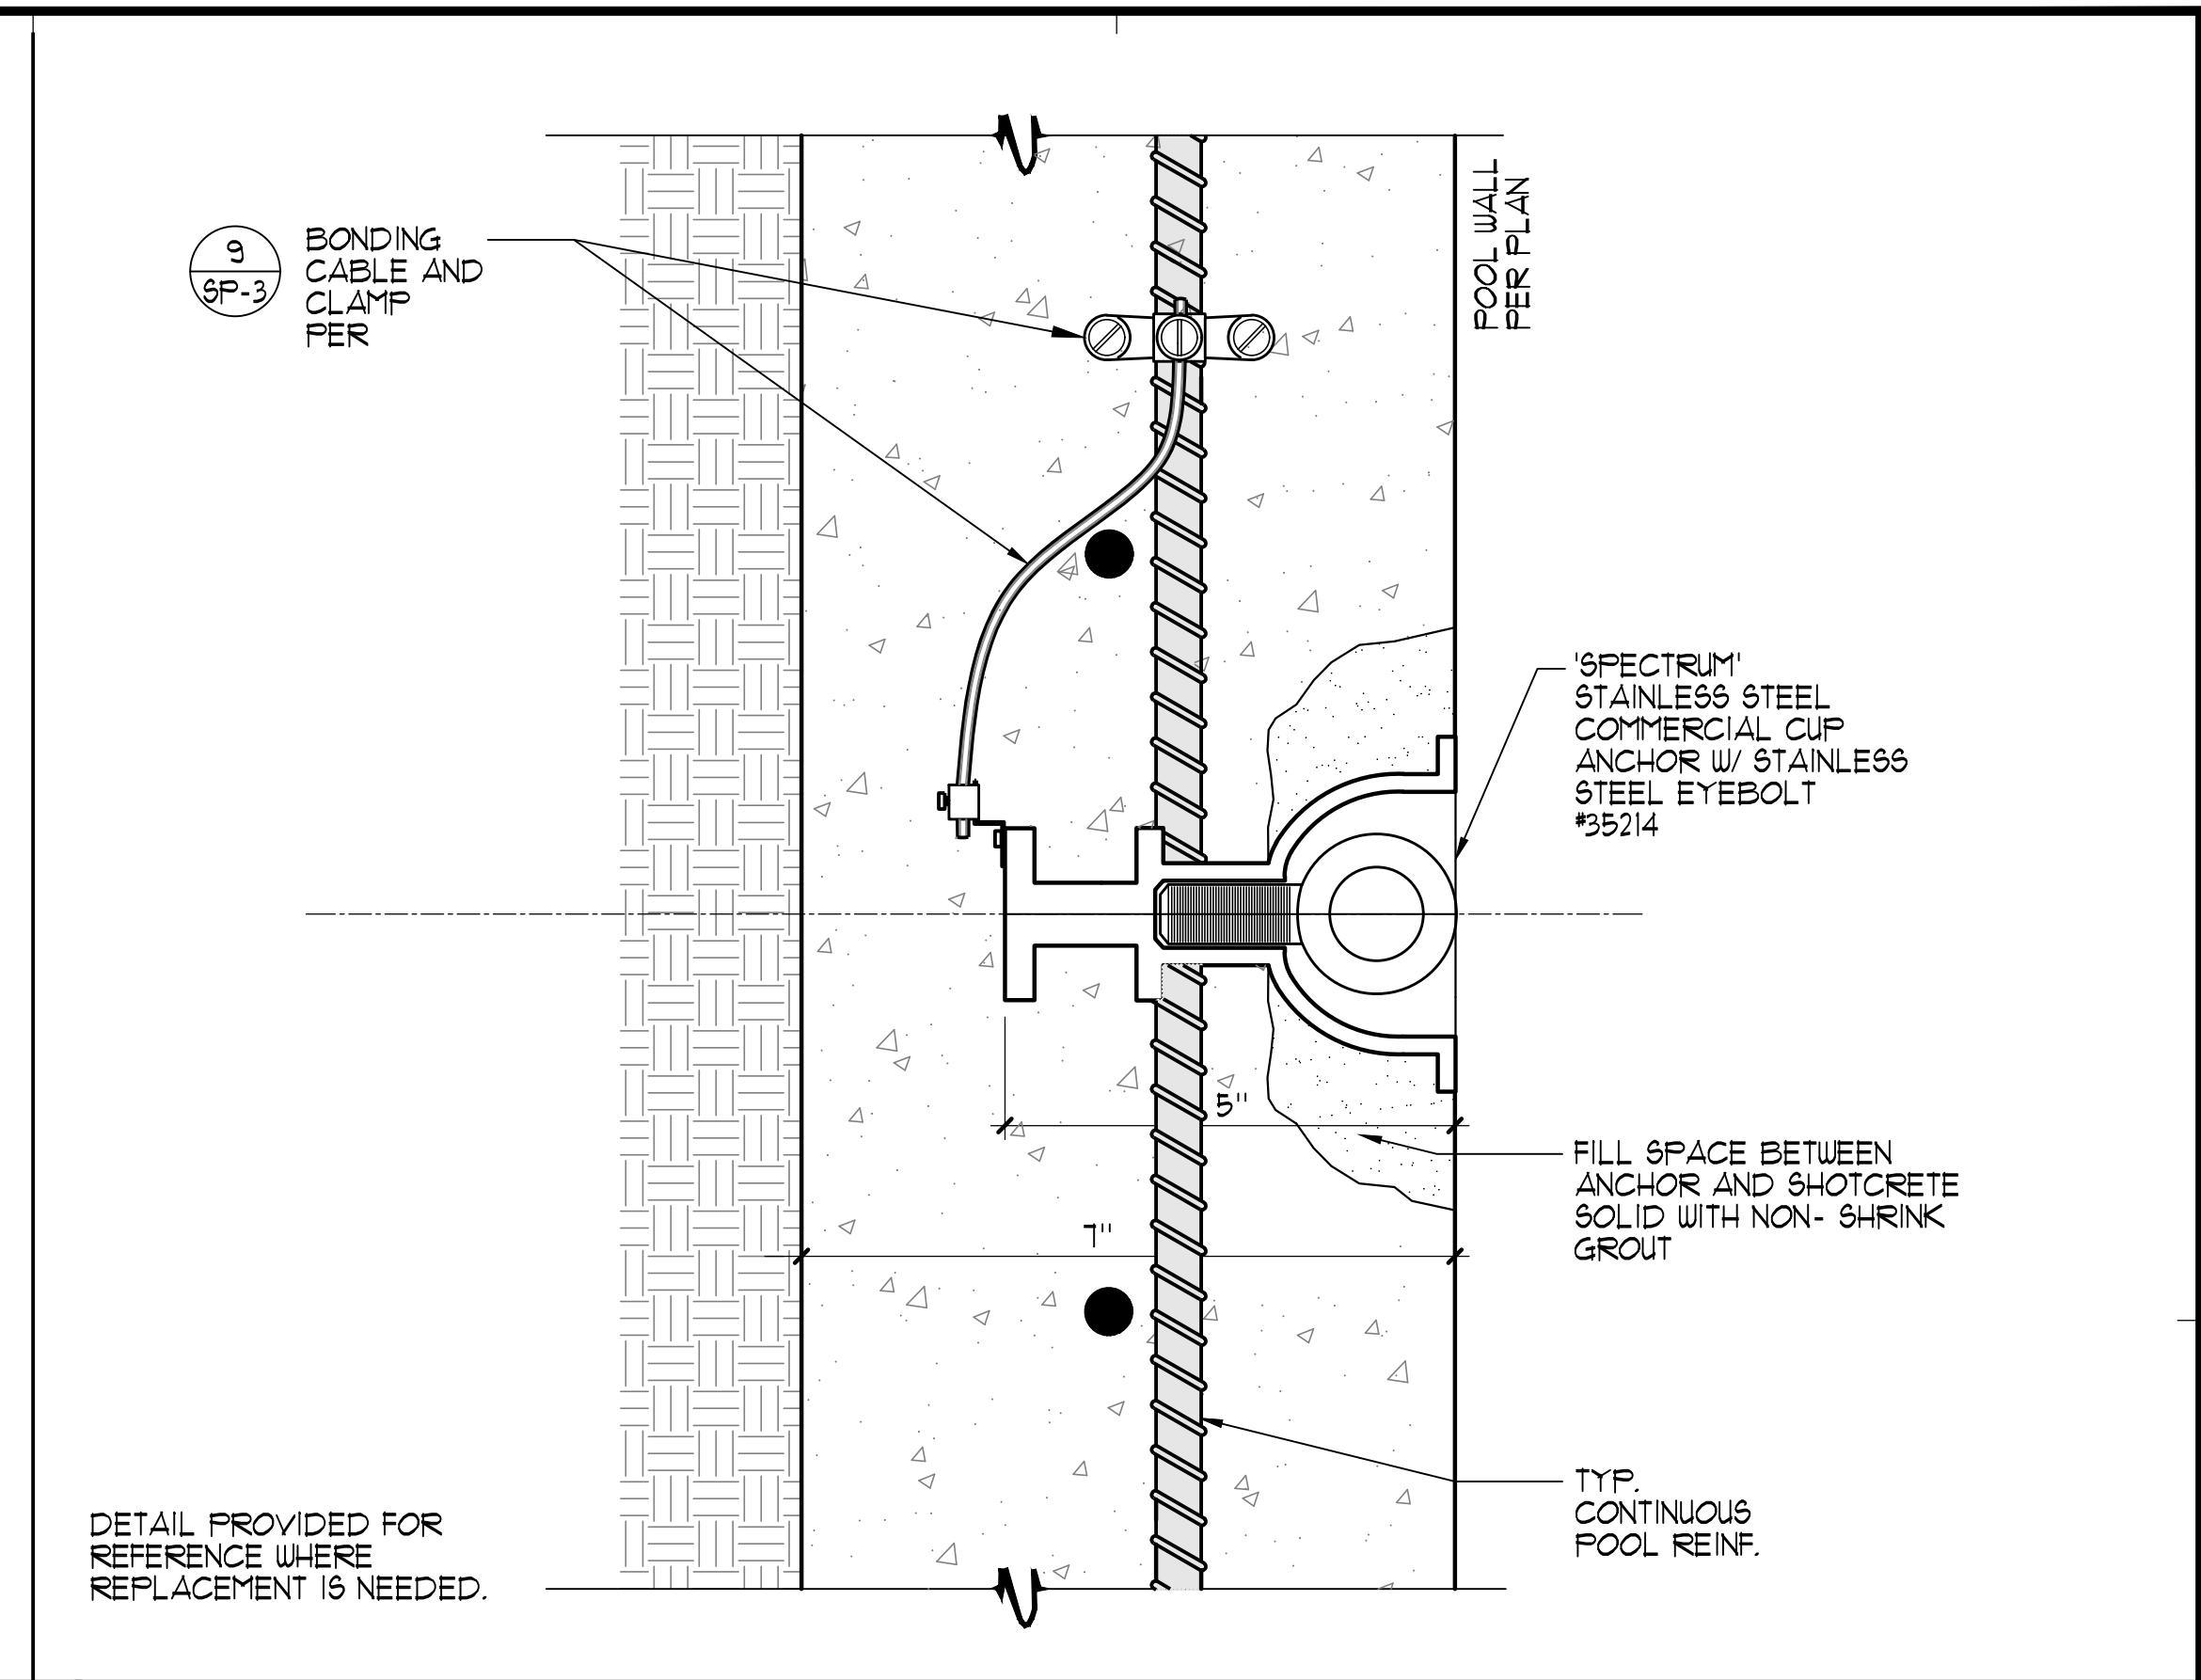 9
SP-3
BONDING
CABLE AND
CLAMP
PER
POOL WALL
PER PLAN
'SPECTRUM'
STAINLESS STEEL
COMMERCIAL CUP
ANCHOR W/ STAINLESS
STEEL EYEBOLT
#35214
5"
FILL SPACE BETWEEN
ANCHOR AND SHOTCRETE
SOLID WITH NON- SHRINK
GROUT
7"
TYP.
CONTINUOUS
POOL REINF.
DETAIL PROVIDED FOR
REFERENCE WHERE
REPLACEMENT IS NEEDED.